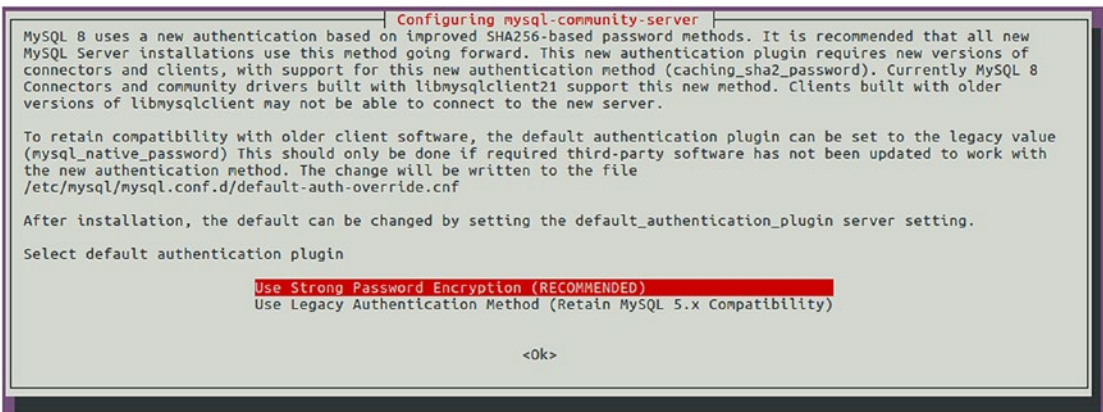 Configuring mysql-community-server
MySQL 8 uses a new authentication based on improved SHA256-based password methods. It is recommended that all new
MySQL Server installations use this method going forward. This new authentication plugin requires new versions of
connectors and clients, with support for this new authentication method (caching_sha2_password). Currently MySQL 8
Connectors and community drivers built with libmysqlclient21 support this new method. Clients built with older
versions of libmysqlclient may not be able to connect to the new server.
To retain compatibility with older client software, the default authentication plugin can be set to the legacy value
(mysql_native_password) This should only be done if required third-party software has not been updated to work with
the new authentication method. The change will be written to the file
/etc/mysql/mysql.conf.d/default-auth-override.cnf
After installation, the default can be changed by setting the default_authentication_plugin server setting.
Select default authentication plugin
Use Strong Password Encryption (RECOMMENDED)
Use Legacy Authentication Method (Retain MySQL 5.x Compatibility)
<Ok>